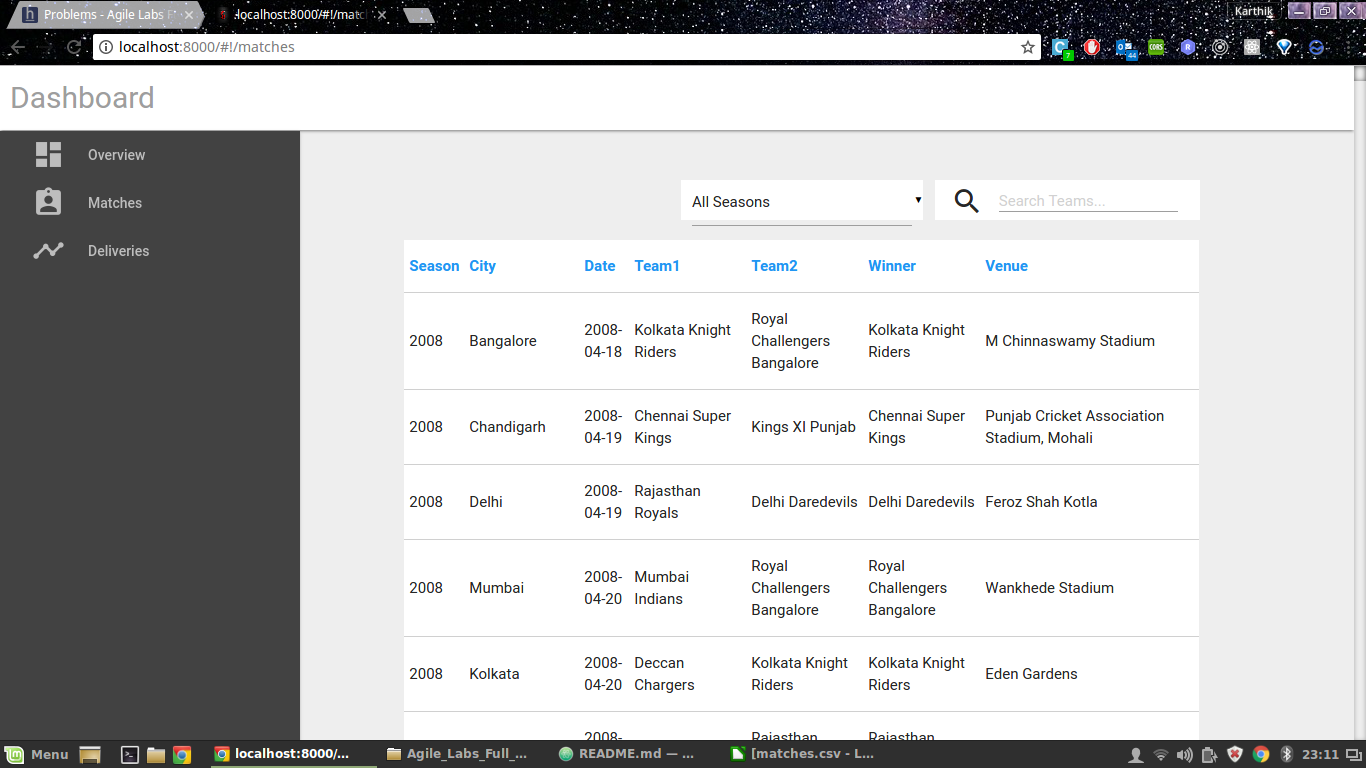 Problems - Agile Labs F
localhost:8000/#!/matc
Karthik
localhost:8000/#!/matches
7
44
CORS
R
Dashboard
Overview
Matches
Deliveries
All Seasons
Search Teams...
Season City Date Team1 Team2 Winner Venue
2008 Bangalore 2008-04-18 Kolkata Knight Riders Royal Challengers Bangalore Kolkata Knight Riders M Chinnaswamy Stadium
2008 Chandigarh 2008-04-19 Chennai Super Kings Kings XI Punjab Chennai Super Kings Punjab Cricket Association Stadium, Mohali
2008 Delhi 2008-04-19 Rajasthan Royals Delhi Daredevils Delhi Daredevils Feroz Shah Kotla
2008 Mumbai 2008-04-20 Mumbai Indians Royal Challengers Bangalore Royal Challengers Bangalore Wankhede Stadium
2008 Kolkata 2008-04-20 Deccan Chargers Kolkata Knight Riders Kolkata Knight Riders Eden Gardens
2008- Rajasthan Rajasthan
Menu localhost:8000/... Agile_Labs_Full_... README.md — ... [matches.csv - L... 23:11